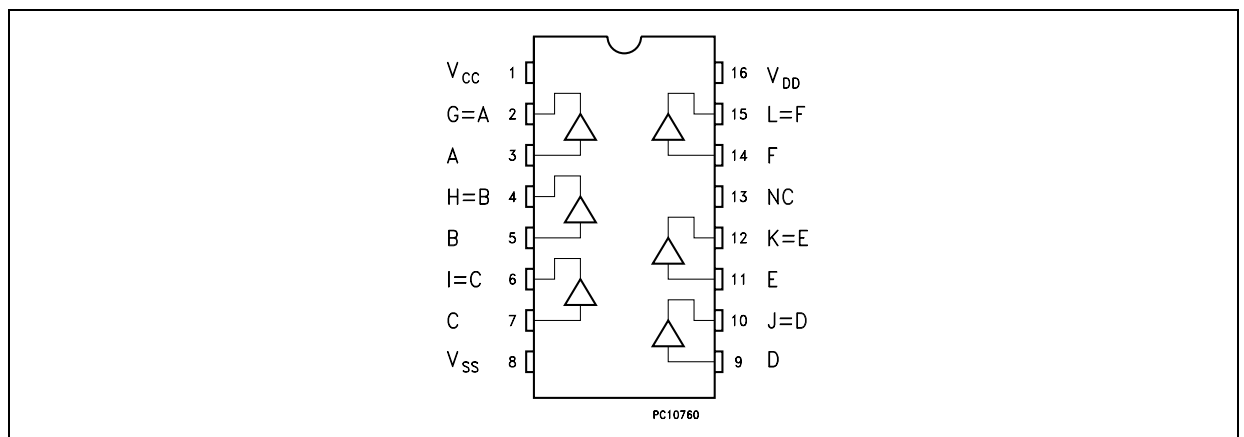 V_CC 1
16 V_DD
G=A 2
15 L=F
A 3
14 F
H=B 4
13 NC
B 5
12 K=E
I=C 6
11 E
C 7
10 J=D
V_SS 8
9 D
PC10760